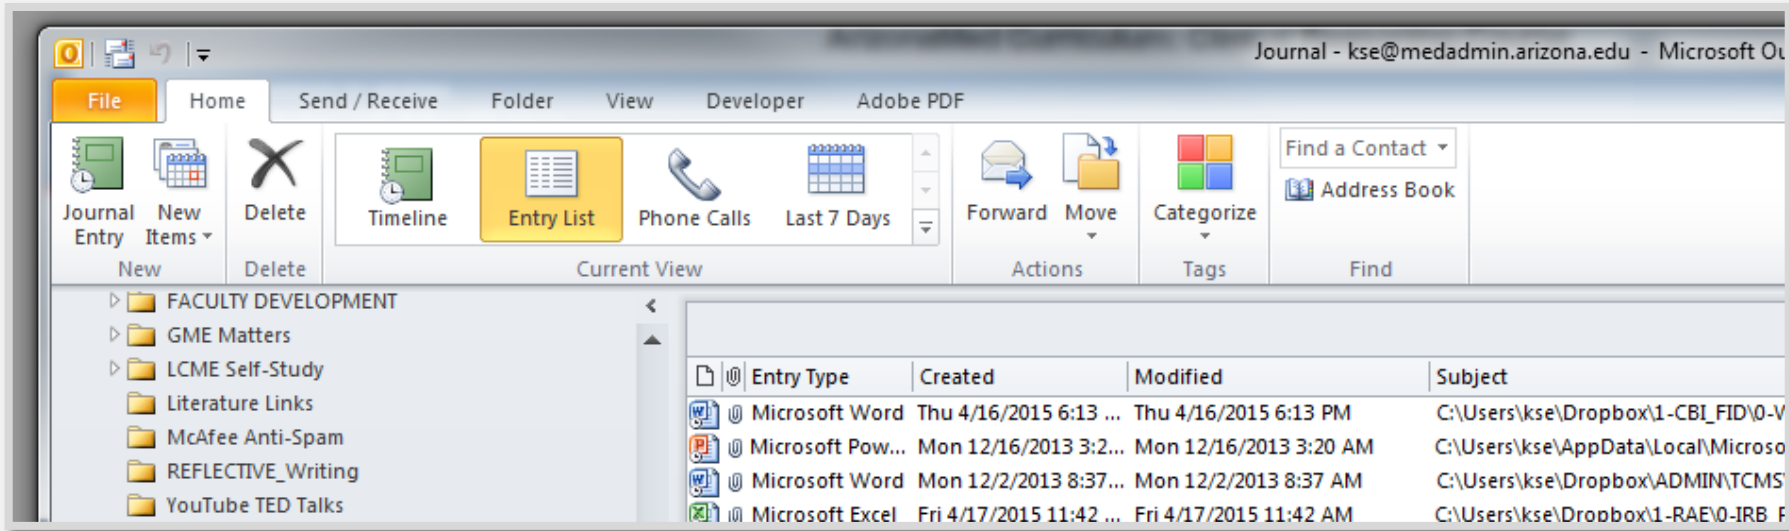 Journal - kse@medadmin.arizona.edu - Microsoft Ou
File Home Send / Receive Folder View Developer Adobe PDF
Journal Entry
New Items
Delete
Timeline
Entry List
Phone Calls
Last 7 Days
Forward
Move
Categorize
Find a Contact
Address Book
New Delete Current View Actions Tags Find
FACULTY DEVELOPMENT
GME Matters
LCME Self-Study
Literature Links
McAfee Anti-Spam
REFLECTIVE_Writing
YouTube TED Talks
Entry Type Created Modified Subject
Microsoft Word Thu 4/16/2015 6:13 ... Thu 4/16/2015 6:13 PM C:\Users\kse\Dropbox\1-CBI_FID\0-V
Microsoft Pow... Mon 12/16/2013 3:2... Mon 12/16/2013 3:20 AM C:\Users\kse\AppData\Local\Microso
Microsoft Word Mon 12/2/2013 8:37... Mon 12/2/2013 8:37 AM C:\Users\kse\Dropbox\ADMIN\TCMS\
Microsoft Excel Fri 4/17/2015 11:42 ... Fri 4/17/2015 11:42 AM C:\Users\kse\Dropbox\1-RAE\0-IRB